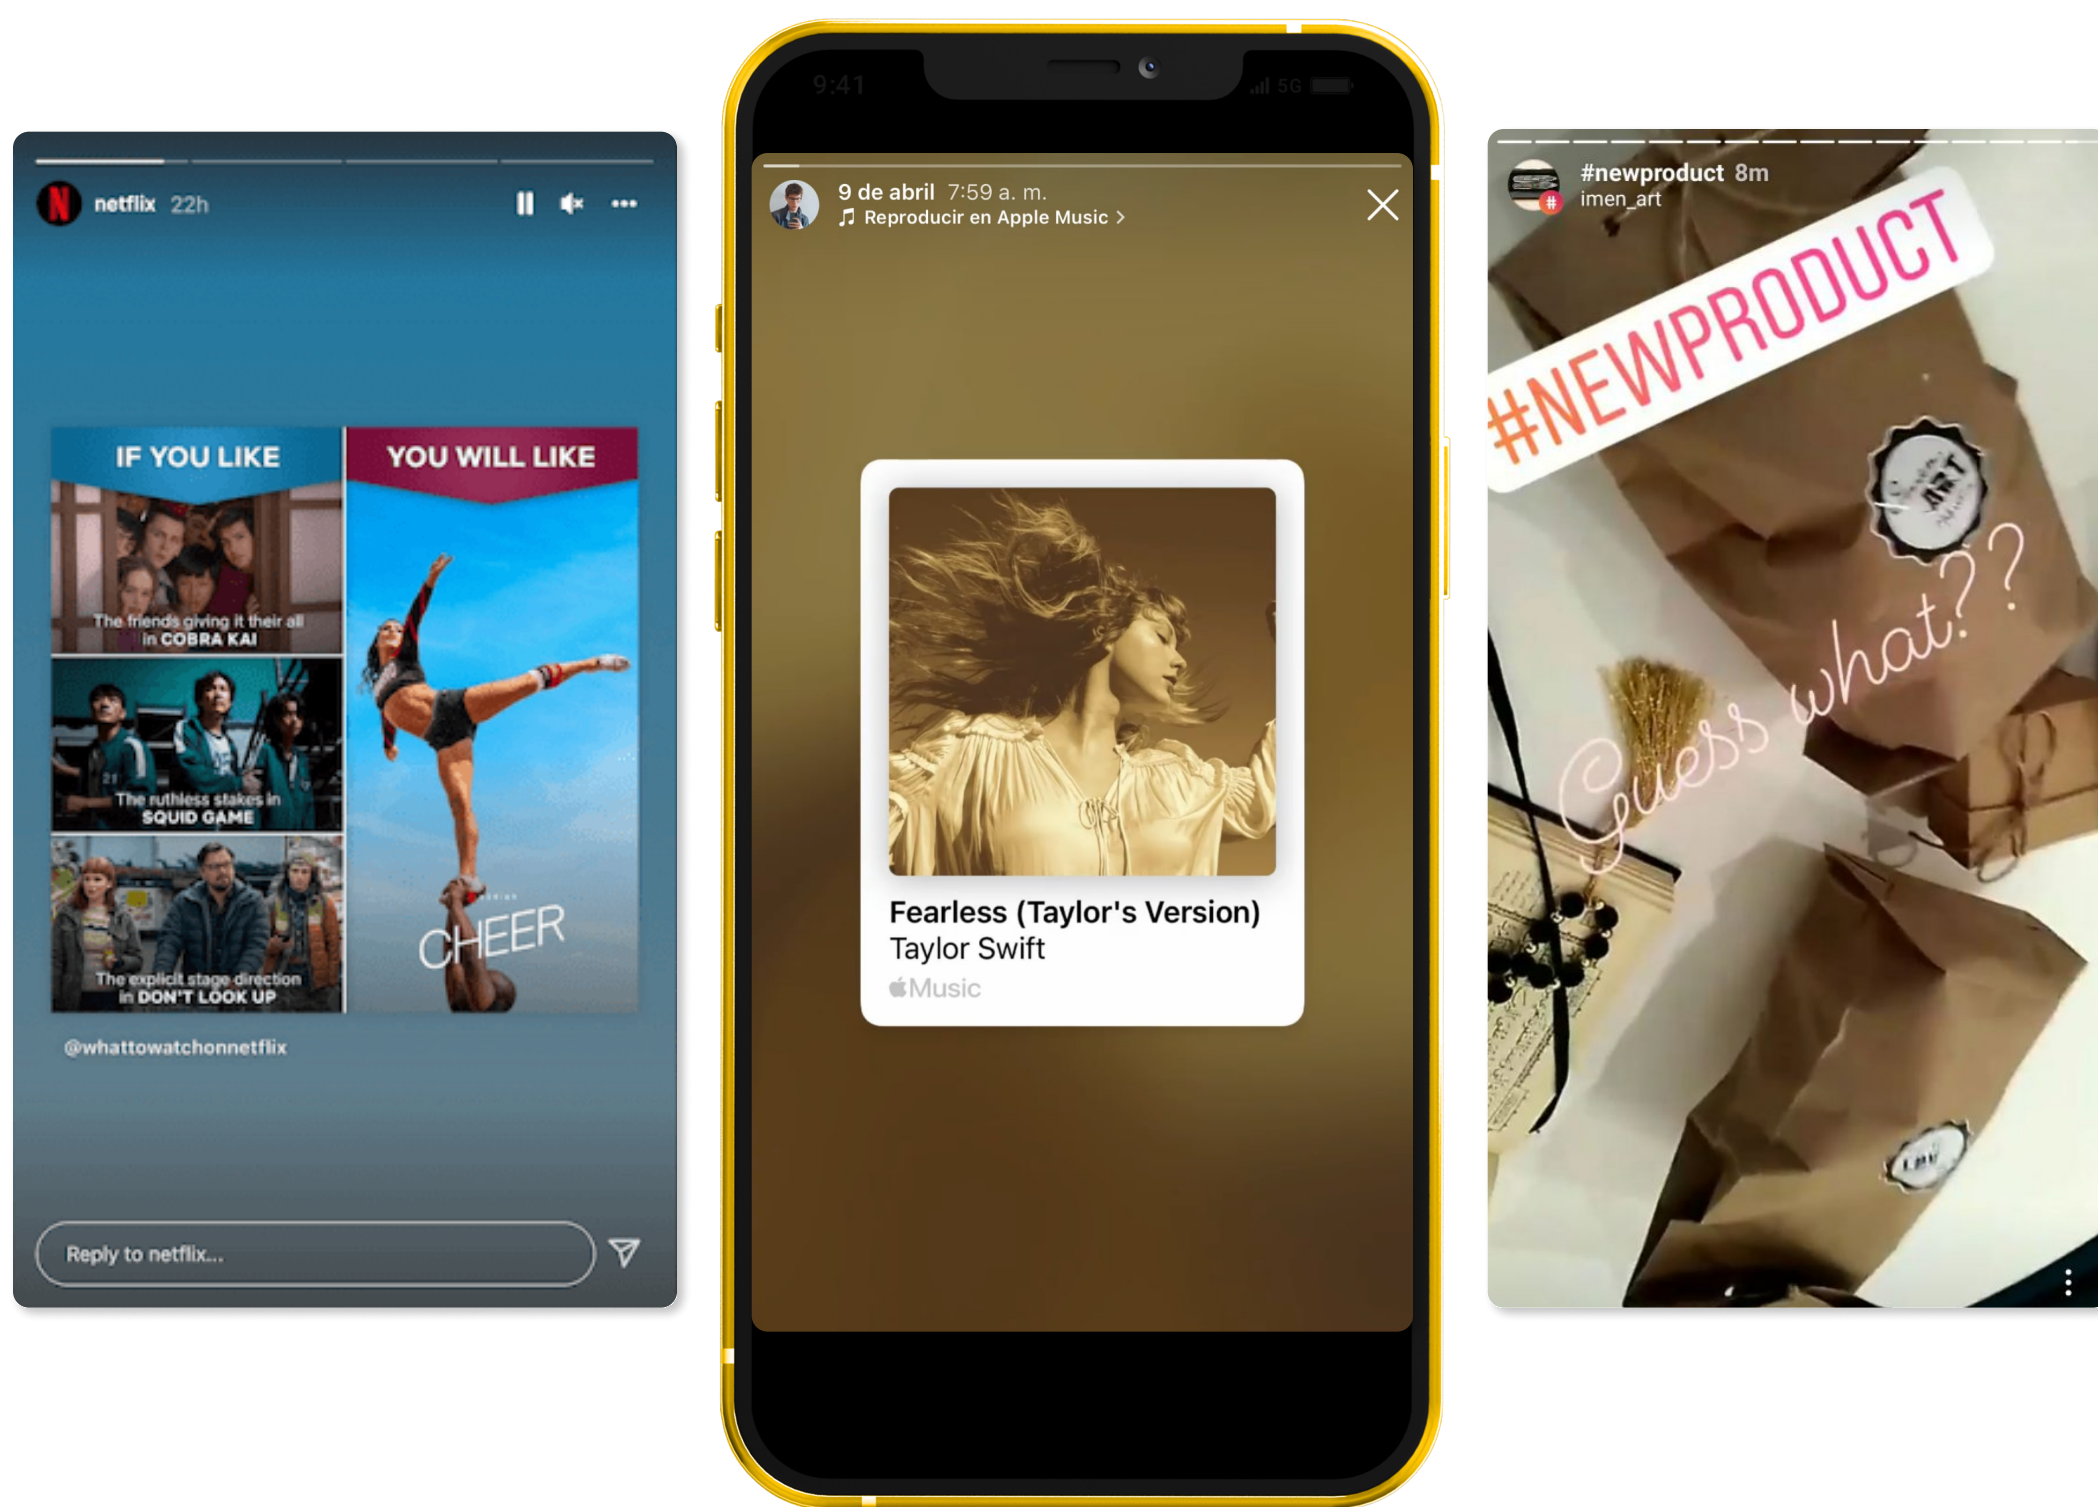 netflix 22h
IF YOU LIKE
YOU WILL LIKE
The friends giving it their all
in COBRA KAI
21
The ruthless stakes in
SQUID GAME
The explicit stage direction
in DON'T LOOK UP
CHEER
@whattowatchonnetflix
Reply to netflix...
9:41
5G
9 de abril 7:59 a. m.
Reproducir en Apple Music >
Fearless (Taylor's Version)
Taylor Swift
Music
#newproduct 8m
imen_art
#NEWPRODUCT
ART
Guess what??